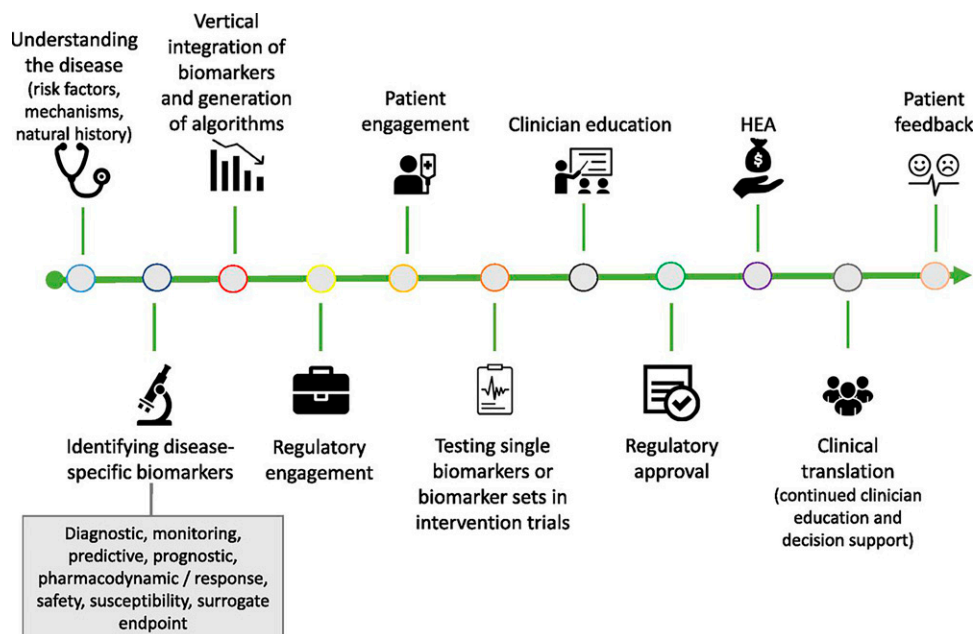 Understanding
the disease
(risk factors,
mechanisms,
natural history)
Vertical
integration of
biomarkers
and generation
of algorithms
Patient
engagement
Clinician education
HEA
$
Patient
feedback
Identifying disease-
specific biomarkers
Diagnostic, monitoring,
predictive, prognostic,
pharmacodynamic / response,
safety, susceptibility, surrogate
endpoint
Regulatory
engagement
Testing single
biomarkers or
biomarker sets in
intervention trials
Regulatory
approval
Clinical
translation
(continued clinician
education and
decision support)